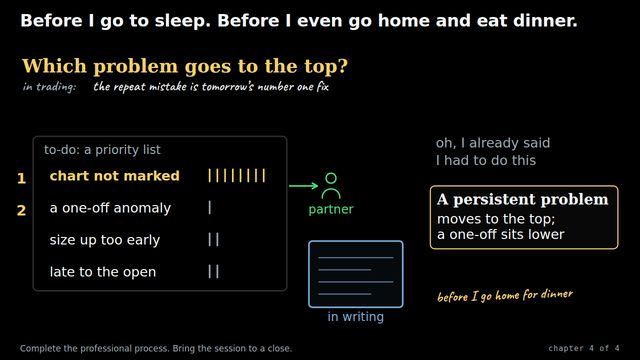 Before I go to sleep. Before I even go home and eat dinner.
Which problem goes to the top?
in trading: the repeat mistake is tomorrow's number one fix
to-do: a priority list
1 chart not marked
2 a one-off anomaly
size up too early
late to the open
partner
in writing
oh, I already said
I had to do this
A persistent problem
moves to the top;
a one-off sits lower
before I go home for dinner
Complete the professional process. Bring the session to a close.
chapter 4 of 4